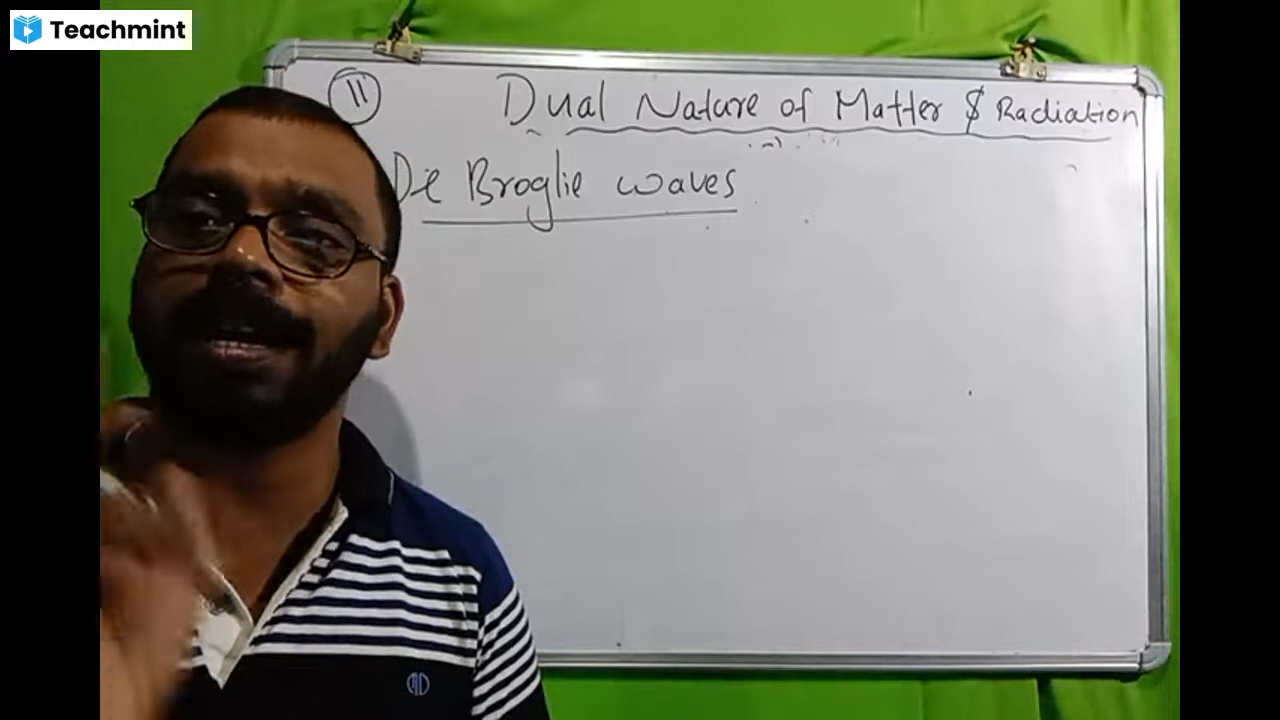 Teachmint
11 Dual Nature of Matter & Radiation
De Broglie waves